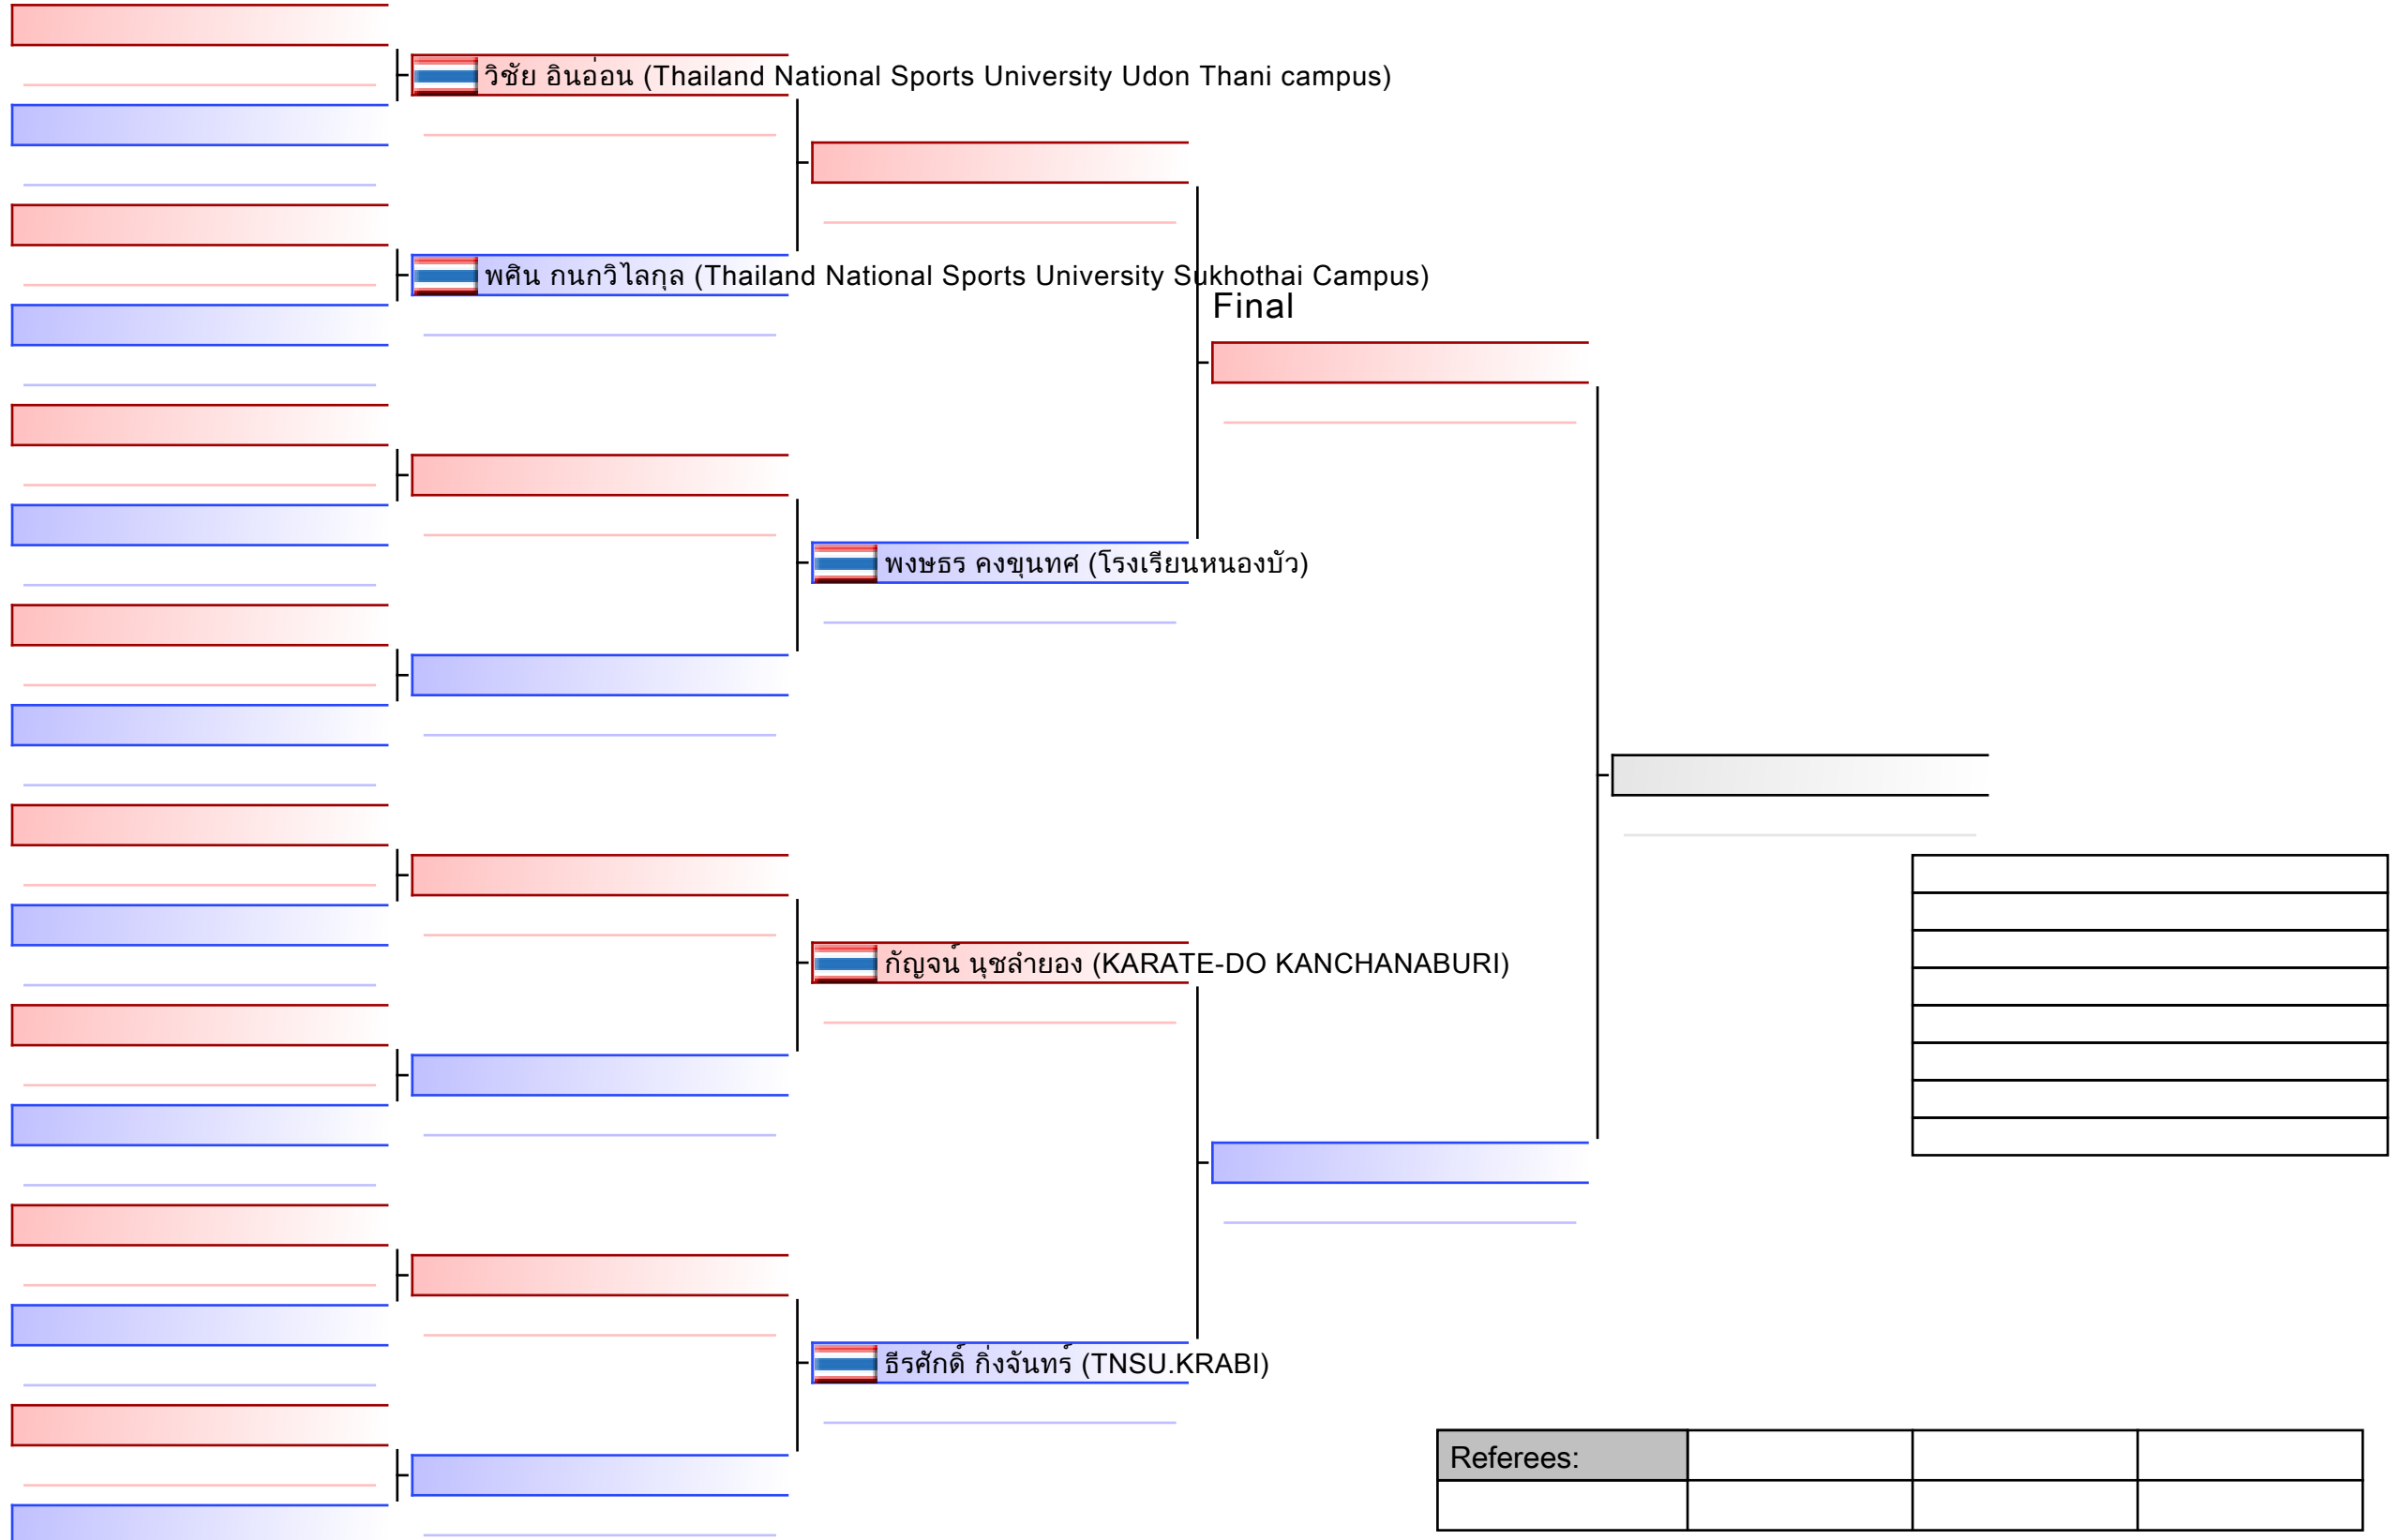 วิชัย อินอ่อน (Thailand National Sports University Udon Thani campus)
พศิน กนกวิไลกุล (Thailand National Sports University Sukhothai Campus)
Final
พงษธร คงขุนทศ (โรงเรียนหนองบัว)
กัญจน์ นุชลำยอง (KARATE-DO KANCHANABURI)
ธีรศักดิ์ กิ่งจันทร์ (TNSU.KRABI)
Referees: